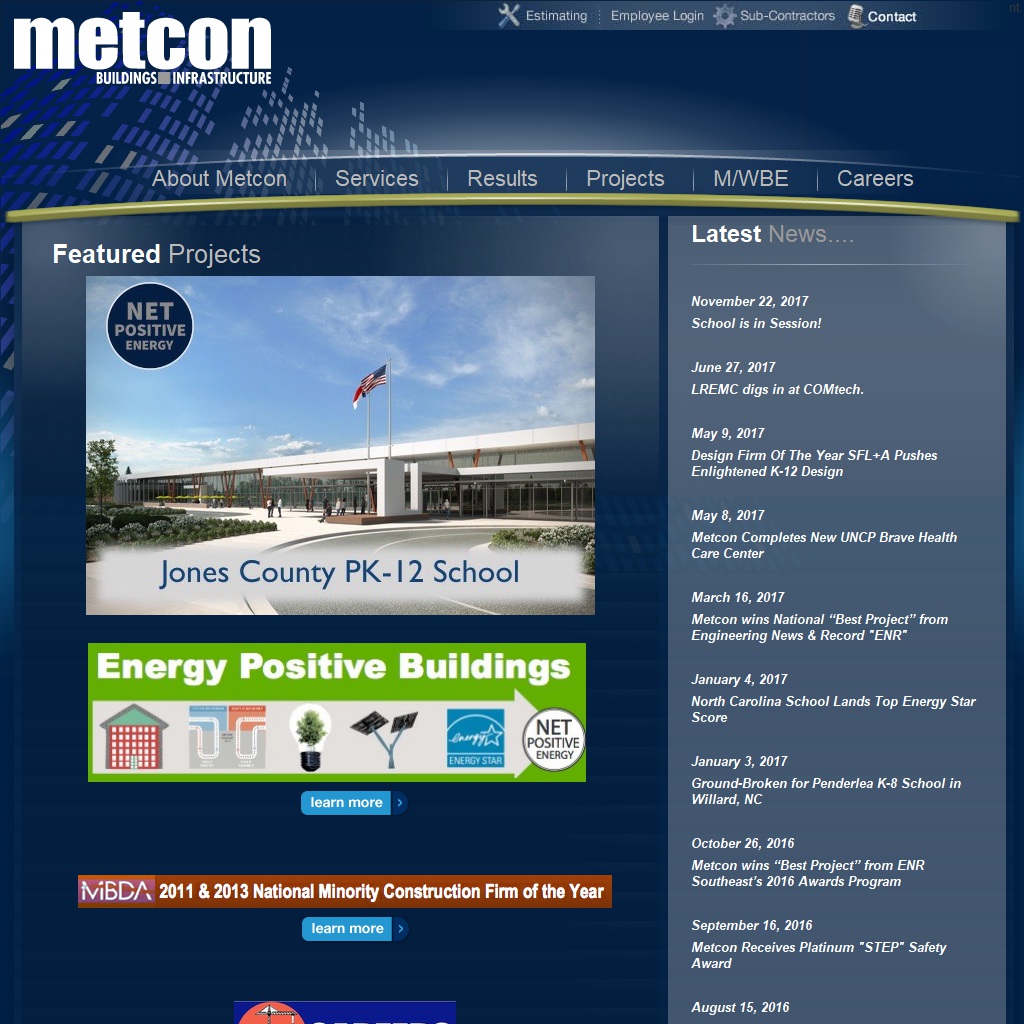 Estimating
Employee Login
Sub-Contractors
Contact
nt
metcon
BUILDINGS INFRASTRUCTURE
About Metcon
Services
Results
Projects
M/WBE
Careers
Featured Projects
NET
POSITIVE
ENERGY
Jones County PK-12 School
Energy Positive Buildings
energy
ENERGY STAR
NET
POSITIVE
ENERGY
learn more
MBDA 2011 & 2013 National Minority Construction Firm of the Year
learn more
CAREERS
Latest News....
November 22, 2017
School is in Session!
June 27, 2017
LREMC digs in at COMtech.
May 9, 2017
Design Firm Of The Year SFL+A Pushes
Enlightened K-12 Design
May 8, 2017
Metcon Completes New UNCP Brave Health
Care Center
March 16, 2017
Metcon wins National “Best Project” from
Engineering News & Record "ENR"
January 4, 2017
North Carolina School Lands Top Energy Star
Score
January 3, 2017
Ground-Broken for Penderlea K-8 School in
Willard, NC
October 26, 2016
Metcon wins “Best Project” from ENR
Southeast’s 2016 Awards Program
September 16, 2016
Metcon Receives Platinum "STEP" Safety
Award
August 15, 2016